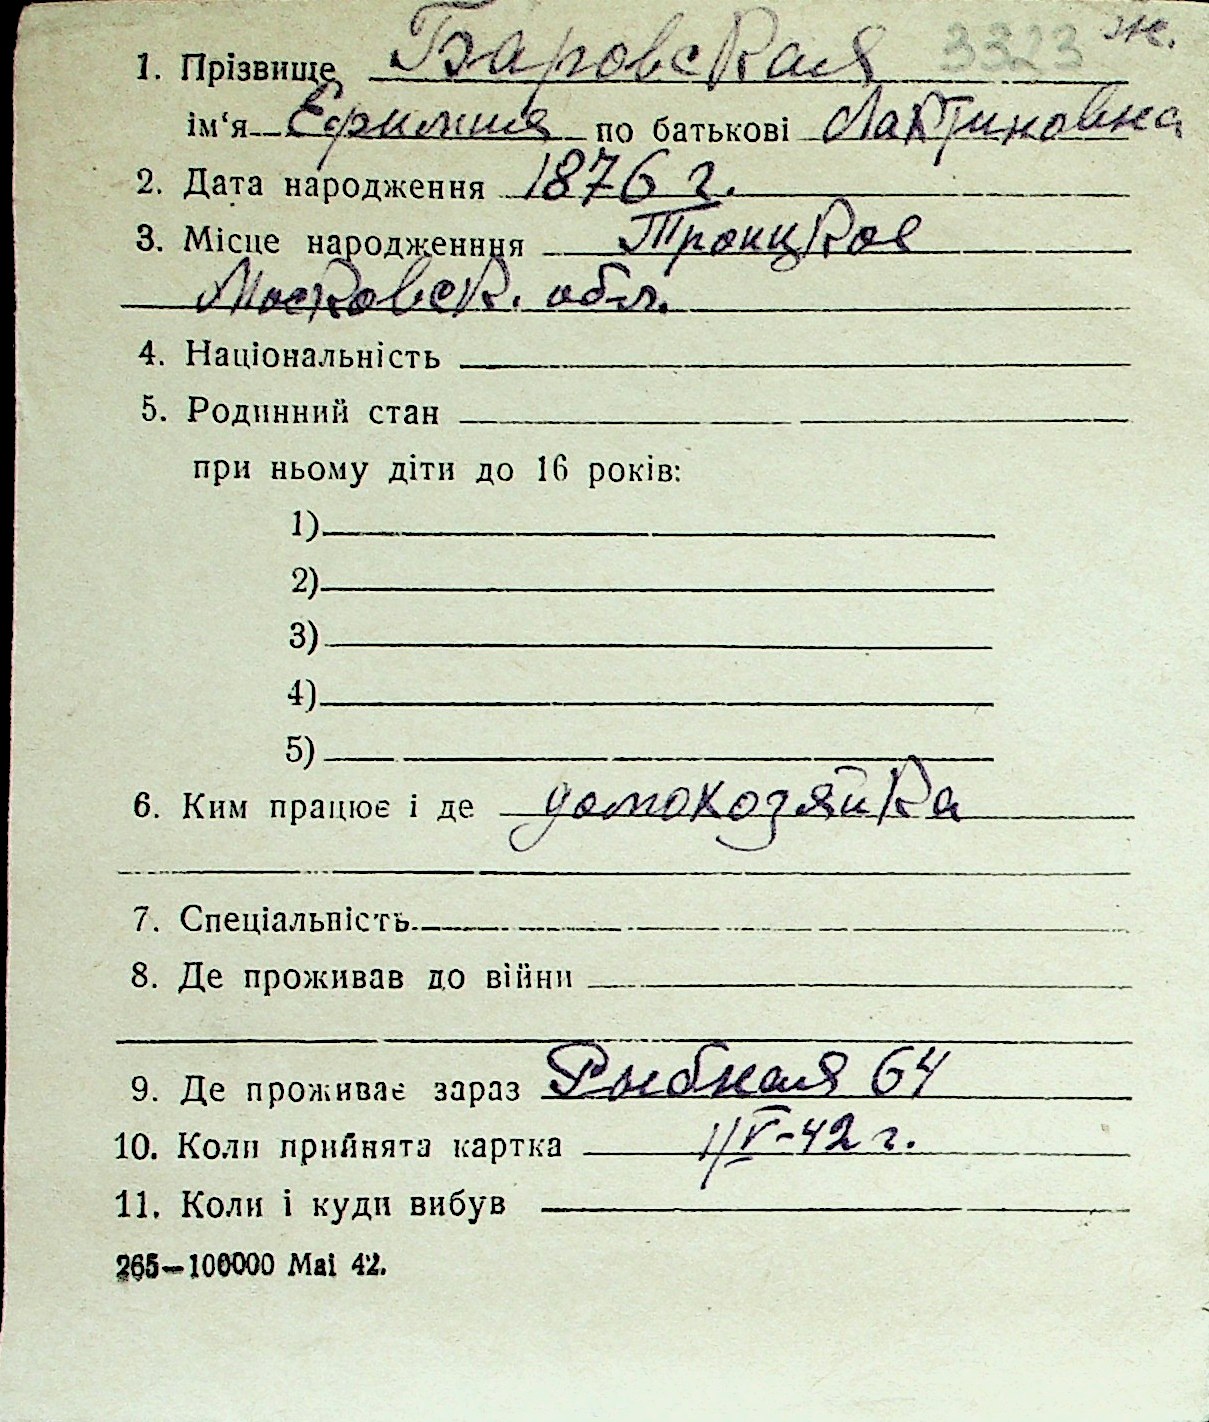 1. Прізвище Баровская 3323 ж.
ім'я Ефимия по батькові Лактионовна
2. Дата народження 1876 г.
3. Місце народженння Троицкое
Московск. обл.
4. Національність
5. Родинний стан
при ньому діти до 16 років:
1)
2)
3)
4)
5)
6. Ким працює і де домохозяйка
7. Спеціальність
8. Де проживав до війни
9. Де проживає зараз Рыбная 64
10. Коли прийнята картка 1/V-42 г.
11. Коли і куди вибув
265—100000 Mai 42.